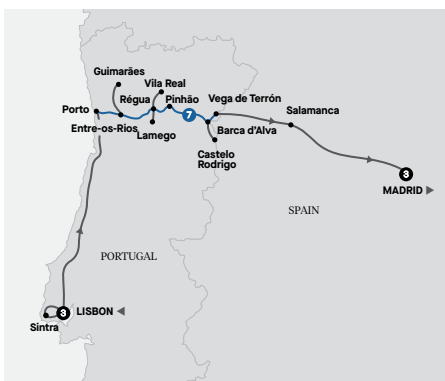 Guimarães
Vila Real
Régua
Pinhão
Vega de Terrón
Porto
7
Salamanca
Entre-os-Rios
Lamego
Barca d'Alva
Castelo
Rodrigo
3
MADRID
SPAIN
PORTUGAL
3
LISBON
Sintra